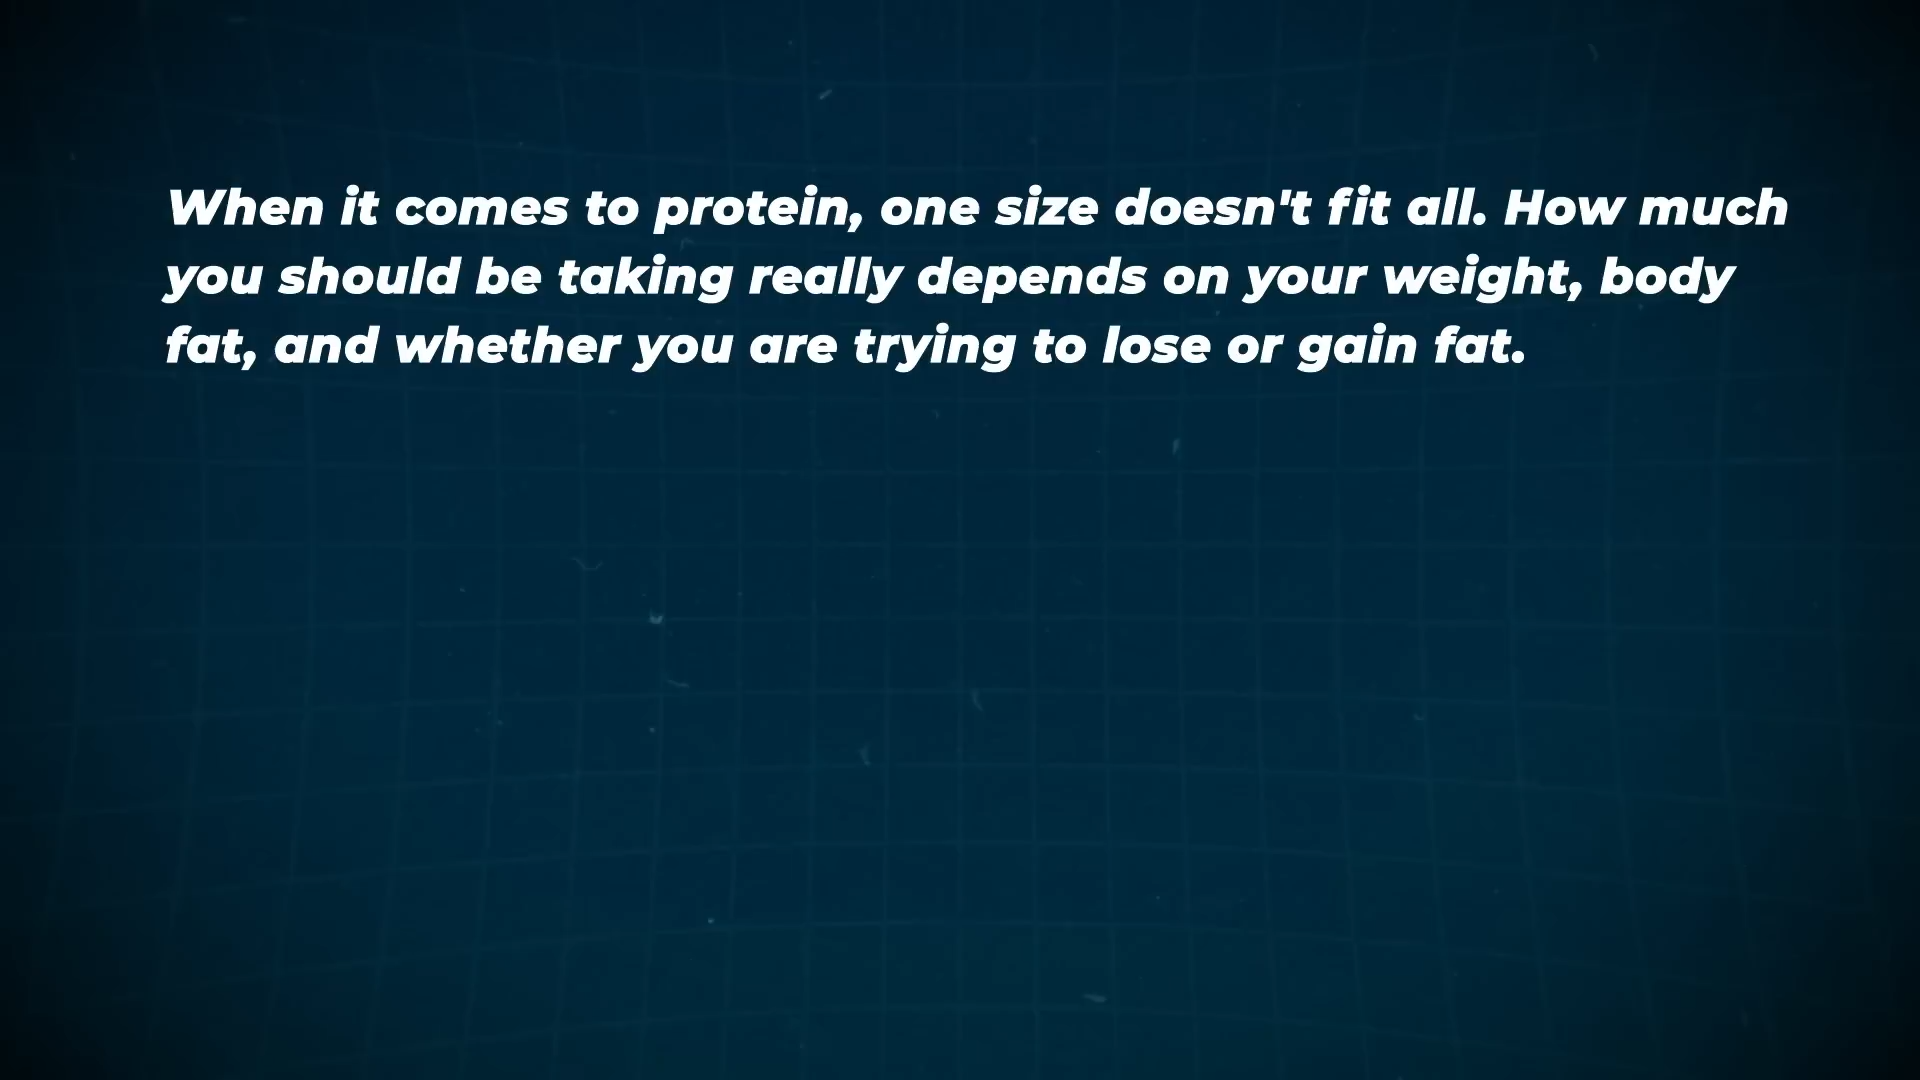 When it comes to protein, one size doesn't fit all. How much
you should be taking really depends on your weight, body
fat, and whether you are trying to lose or gain fat.